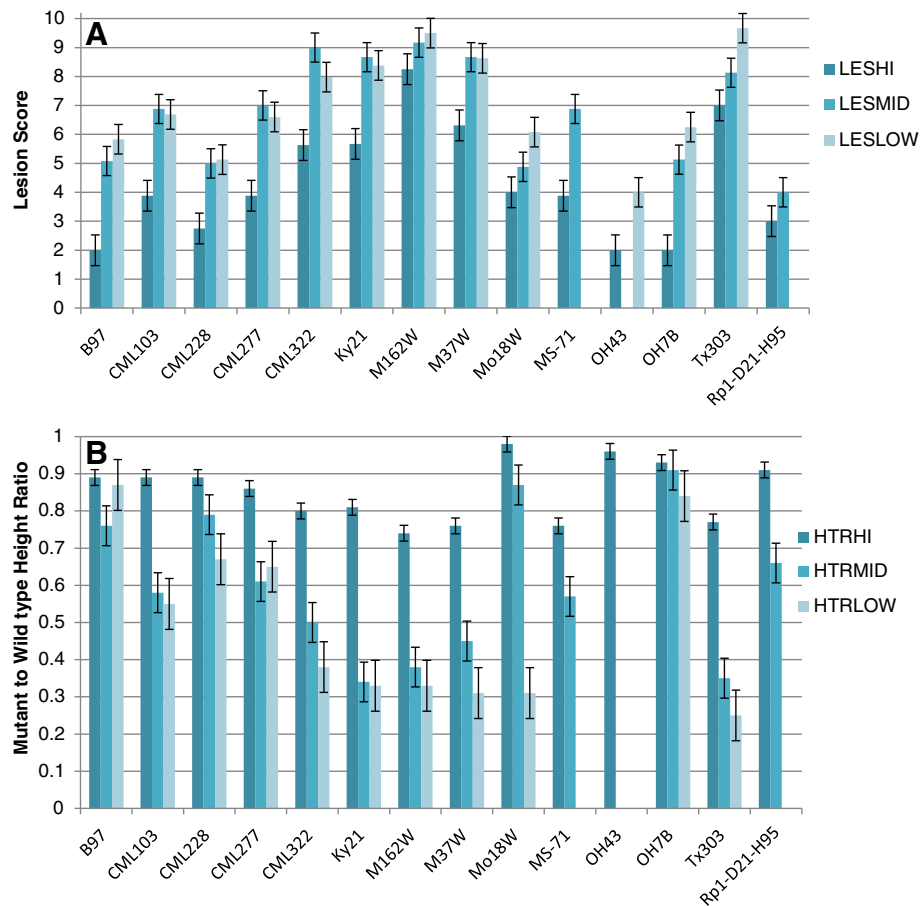 A
Lesion Score
10
9
8
7
6
5
4
3
2
1
0
B97
CML103
CML228
CML277
CML322
Ky21
M162W
M37W
Mo18W
MS-71
OH43
OH7B
Tx303
Rp1-D21-H95
LESHI
LESMID
LESLOW
B
Mutant to Wild type Height Ratio
1
0.9
0.8
0.7
0.6
0.5
0.4
0.3
0.2
0.1
0
B97
CML103
CML228
CML277
CML322
Ky21
M162W
M37W
Mo18W
MS-71
OH43
OH7B
Tx303
Rp1-D21-H95
HTRHI
HTRMID
HTRLOW